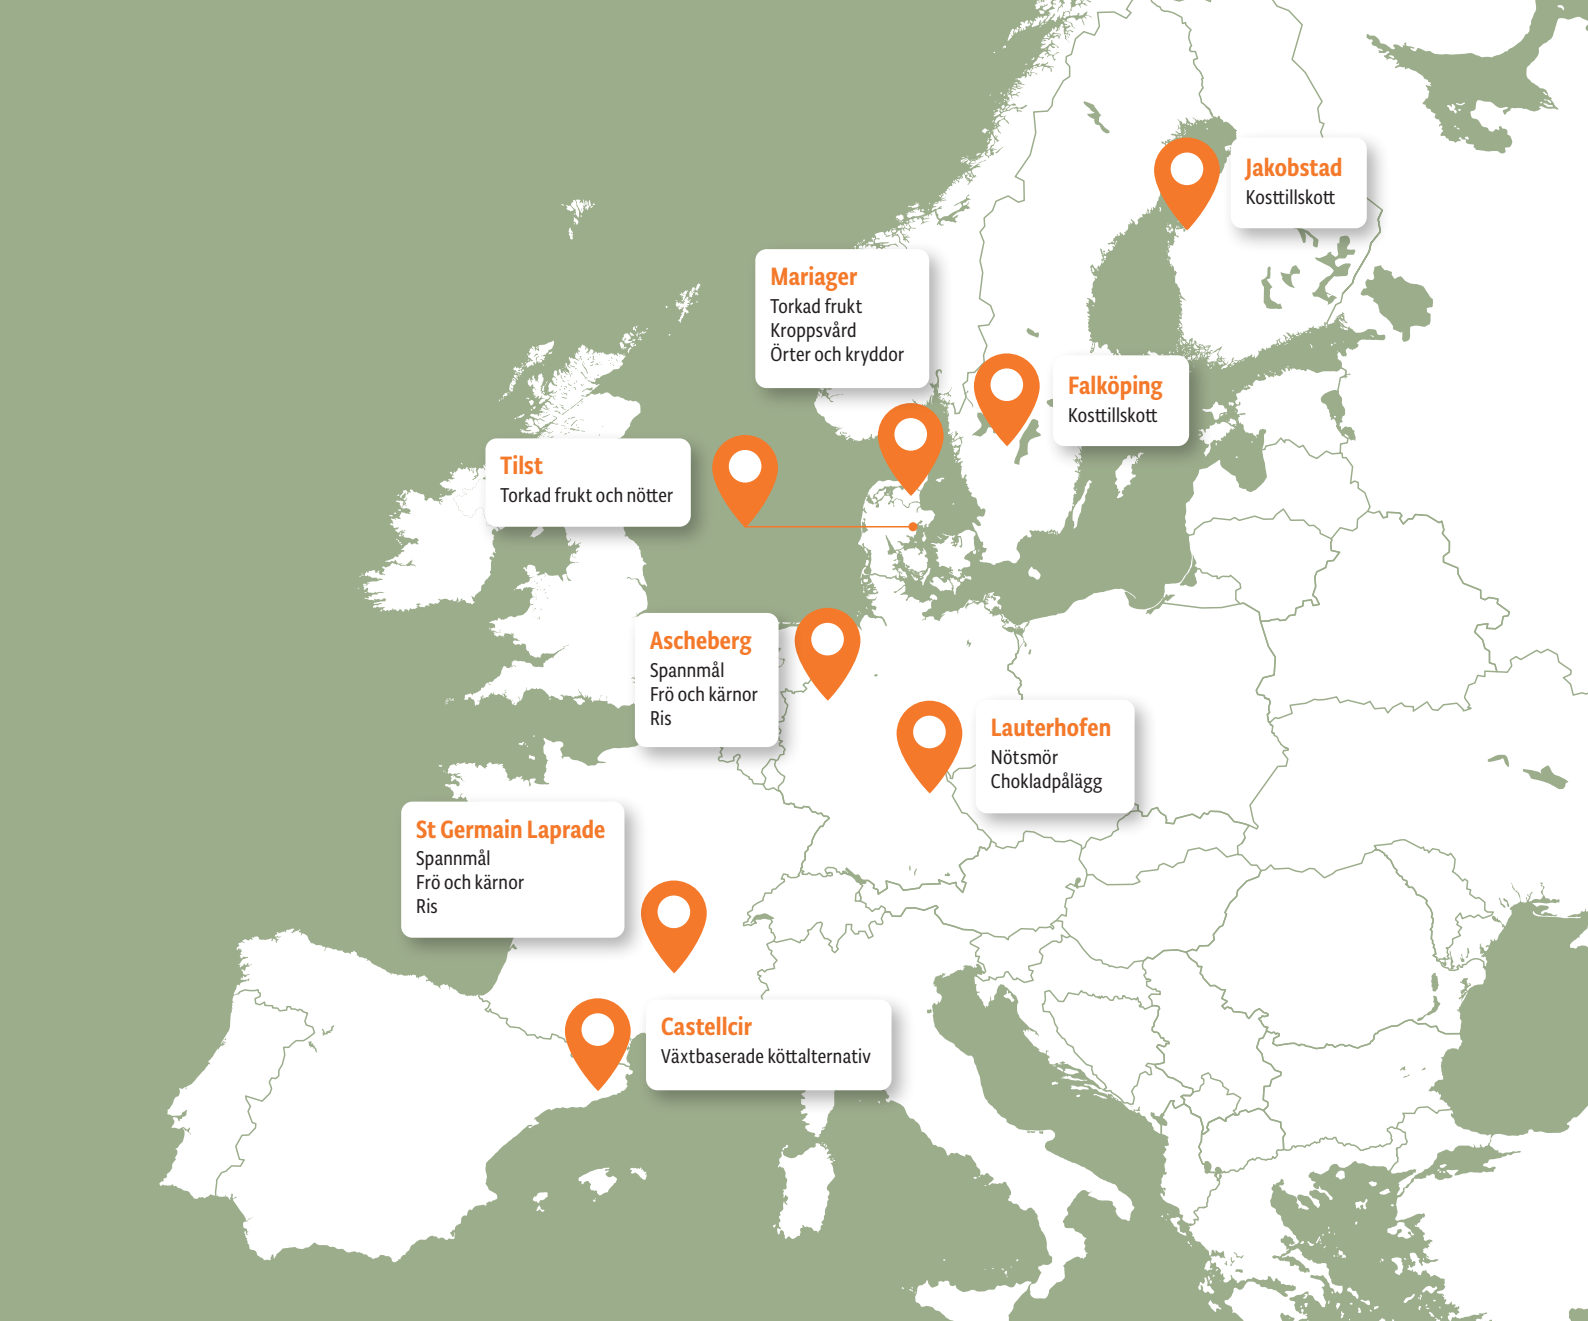 Jakobstad
Kosttillskott
Mariager
Torkad frukt
Kroppsvård
Örter och kryddor
Falköping
Kosttillskott
Tilst
Torkad frukt och nötter
Ascheberg
Spannmål
Frö och kärnor
Ris
Lauterhofen
Nötsmör
Chokladpålägg
St Germain Laprade
Spannmål
Frö och kärnor
Ris
Castellcir
Växtbaserade köttalternativ